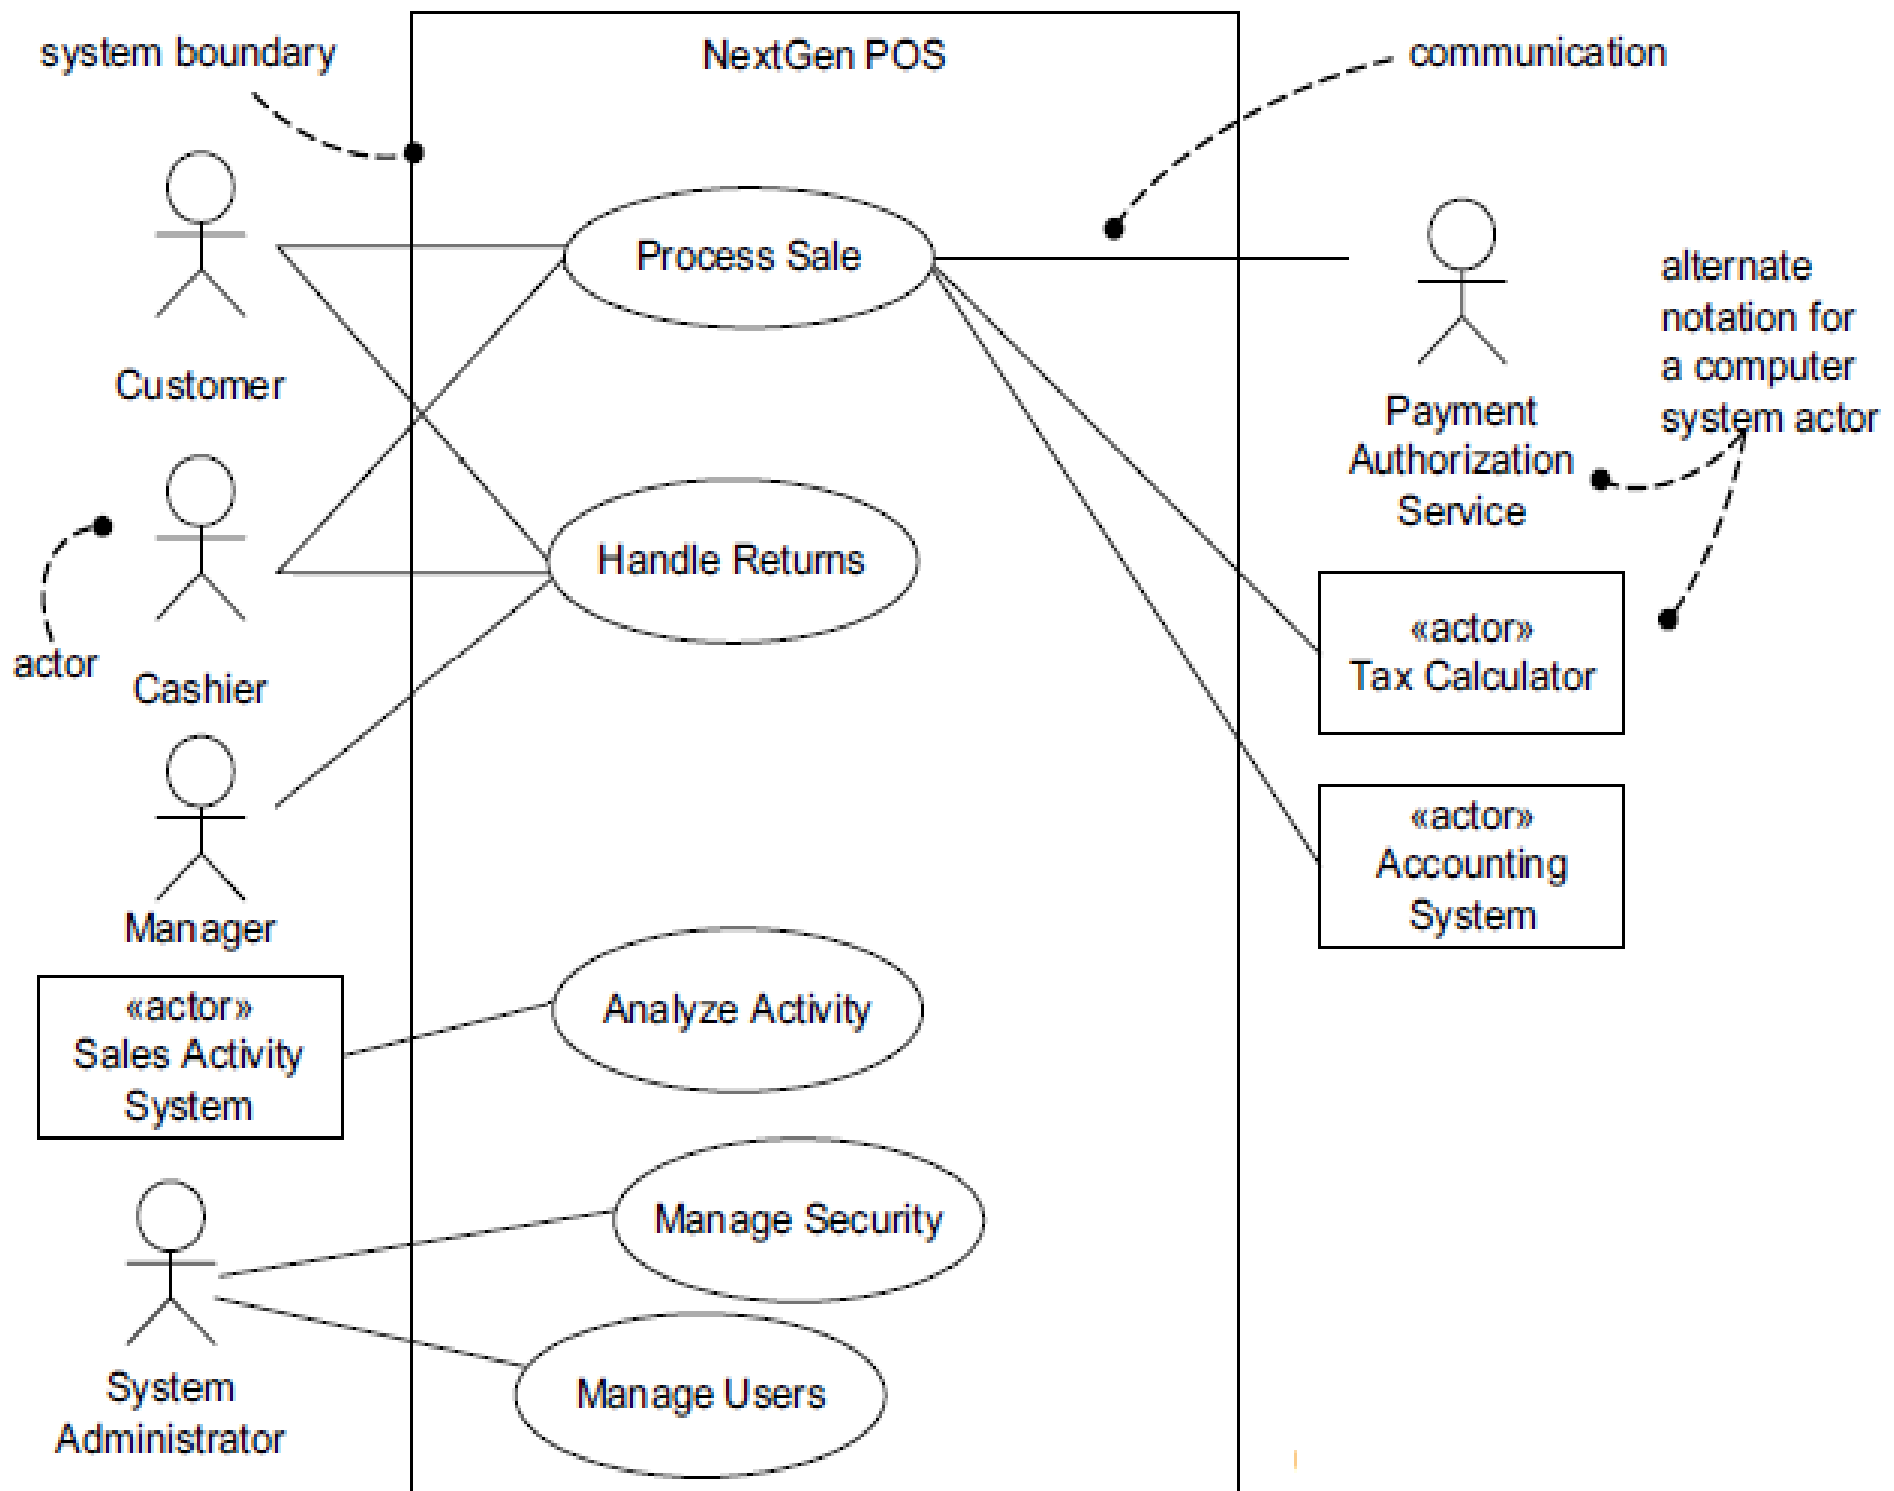 system boundary
NextGen POS
communication
Process Sale
Customer
alternate
notation for
a computer
system actor
Payment
Authorization
Service
Handle Returns
actor
Cashier
«actor»
Tax Calculator
«actor»
Accounting
System
Manager
«actor»
Sales Activity
System
Analyze Activity
Manage Security
System
Administrator
Manage Users